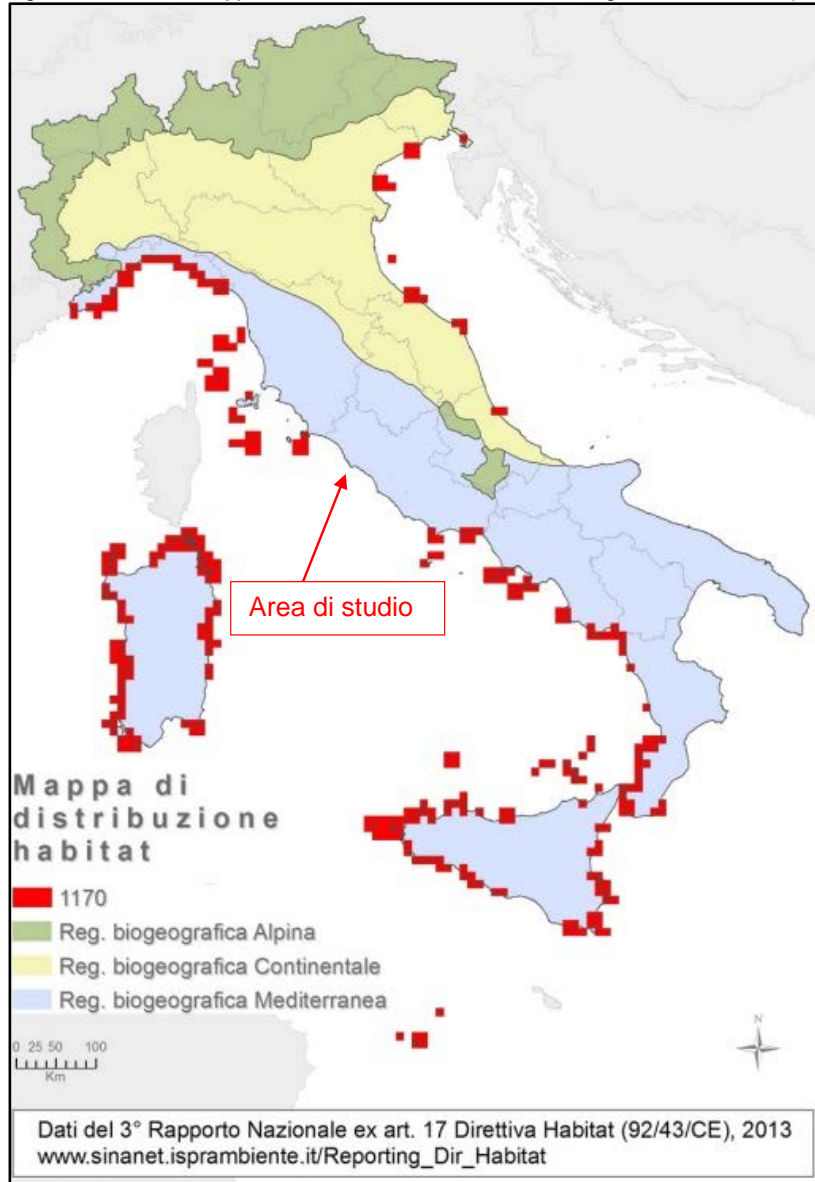 Area di studio
Mappa di
distribuzione
habitat
1170
Reg. biogeografica Alpina
Reg. biogeografica Continentale
Reg. biogeografica Mediterranea
N
0 25 50 100
Km
Dati del 3° Rapporto Nazionale ex art. 17 Direttiva Habitat (92/43/CE), 2013
www.sinanet.isprambiente.it/Reporting_Dir_Habitat